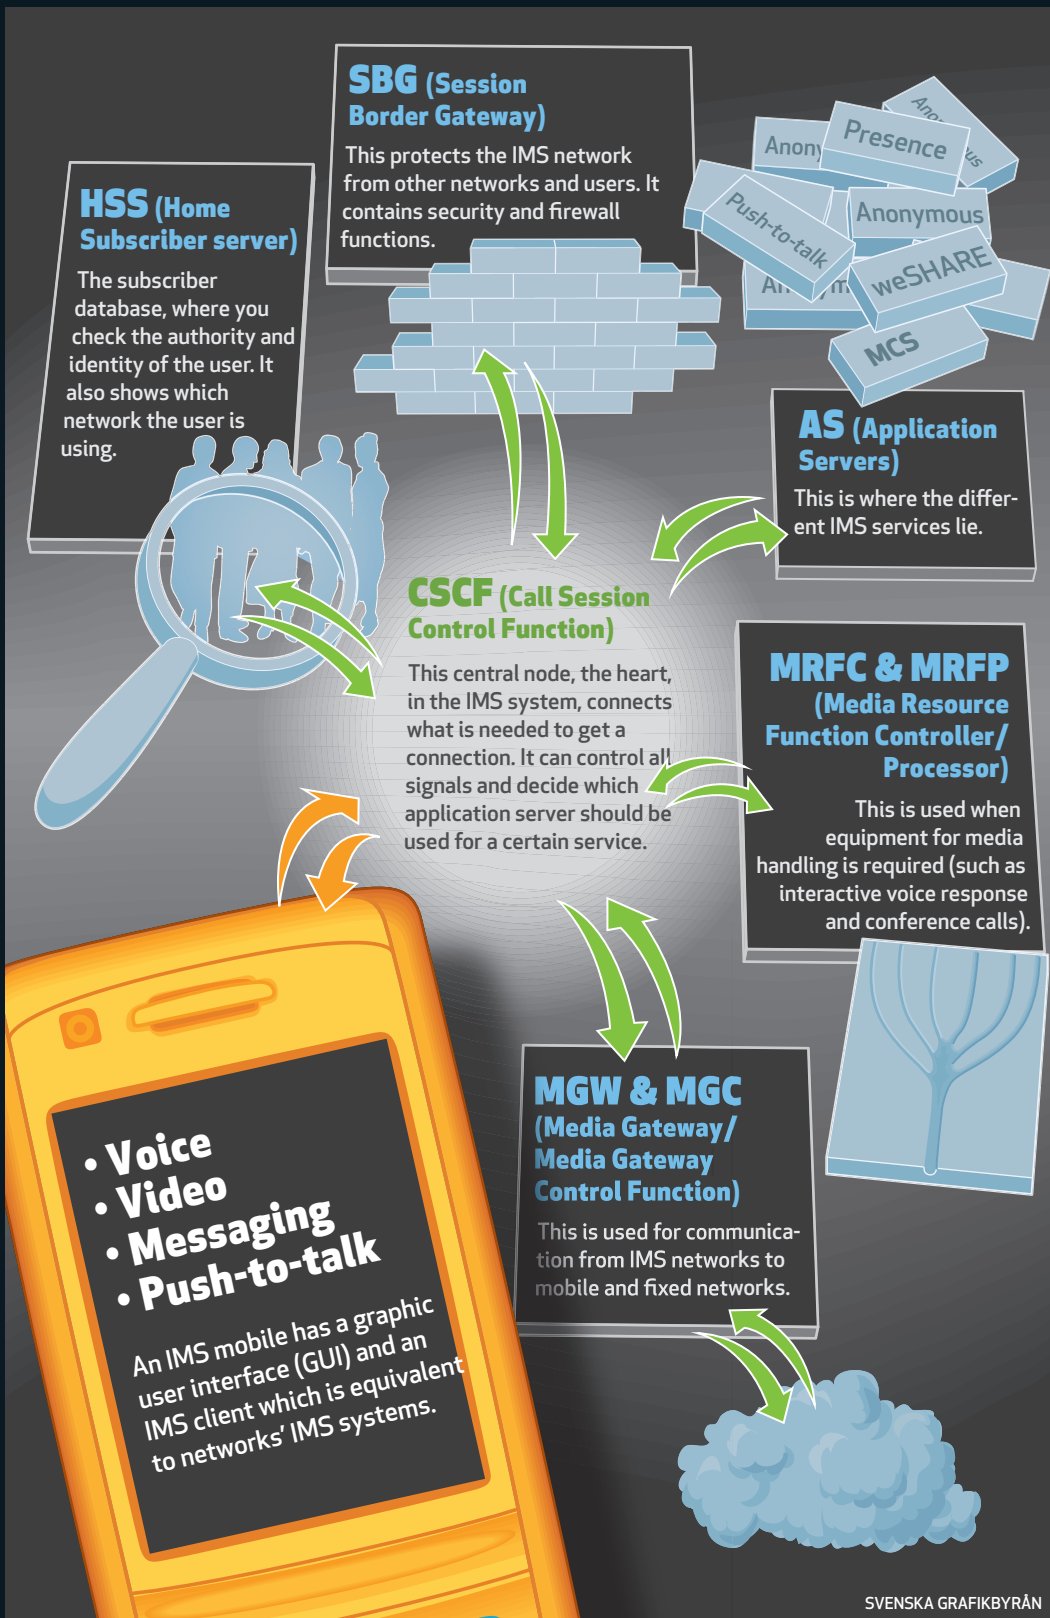 SBG (Session
Border Gateway)
This protects the IMS network
from other networks and users. It
contains security and firewall
functions.
HSS (Home
Subscriber server)
The subscriber
database, where you
check the authority and
identity of the user. It
also shows which
network the user is
using.
Presence
Push-to-talk
Anonymous
weSHARE
MCS
AS (Application
Servers)
This is where the differ-
ent IMS services lie.
CSCF (Call Session
Control Function)
This central node, the heart,
in the IMS system, connects
what is needed to get a
connection. It can control all
signals and decide which
application server should be
used for a certain service.
MRFC & MRFP
(Media Resource
Function Controller/
Processor)
This is used when
equipment for media
handling is required (such as
interactive voice response
and conference calls).
MGW & MGC
(Media Gateway/
Media Gateway
Control Function)
This is used for communica-
tion from IMS networks to
mobile and fixed networks.
• Voice
• Video
• Messaging
• Push-to-talk
An IMS mobile has a graphic
user interface (GUI) and an
IMS client which is equivalent
to networks' IMS systems.
SVENSKA GRAFIKBYRÅN